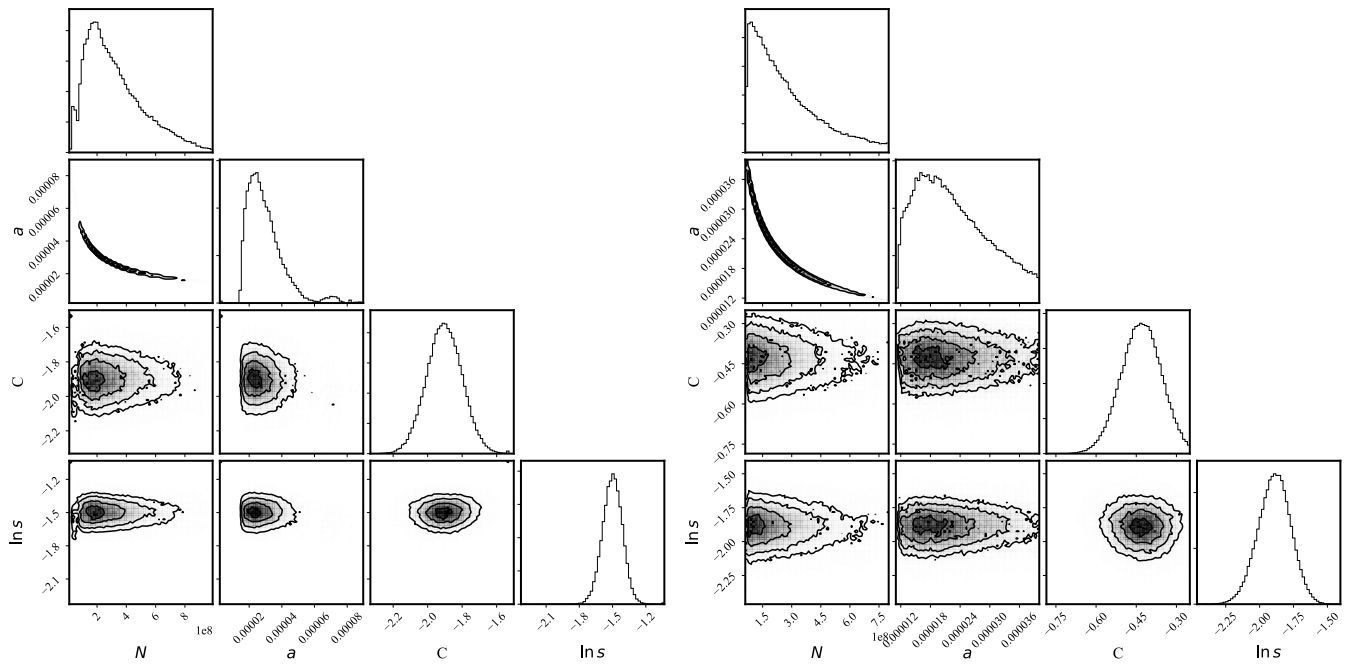 0.00008
0.00006
a
0.00004
0.00002
−1.6
−1.8
C
−2.0
−2.2
−1.2
−1.5
ln s
−1.8
−2.1
2 4 6 8
1e8
N
0.00002 0.00004 0.00006 0.00008
a
−2.2 −2.0 −1.8 −1.6
C
−2.1 −1.8 −1.5 −1.2
ln s
0.000036
0.000030
a
0.000024
0.000018
0.000012
−0.30
−0.45
C
−0.60
−0.75
−1.50
−1.75
ln s
−2.00
−2.25
1.5 3.0 4.5 6.0 7.5
1e8
N
0.000012 0.000018 0.000024 0.000030 0.000036
a
−0.75 −0.60 −0.45 −0.30
C
−2.25 −2.00 −1.75 −1.50
ln s